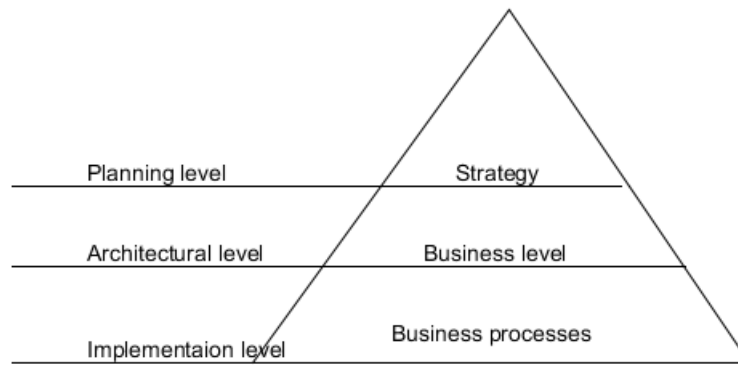 Planning level
Strategy
Architectural level
Business level
Business processes
Implementaion level